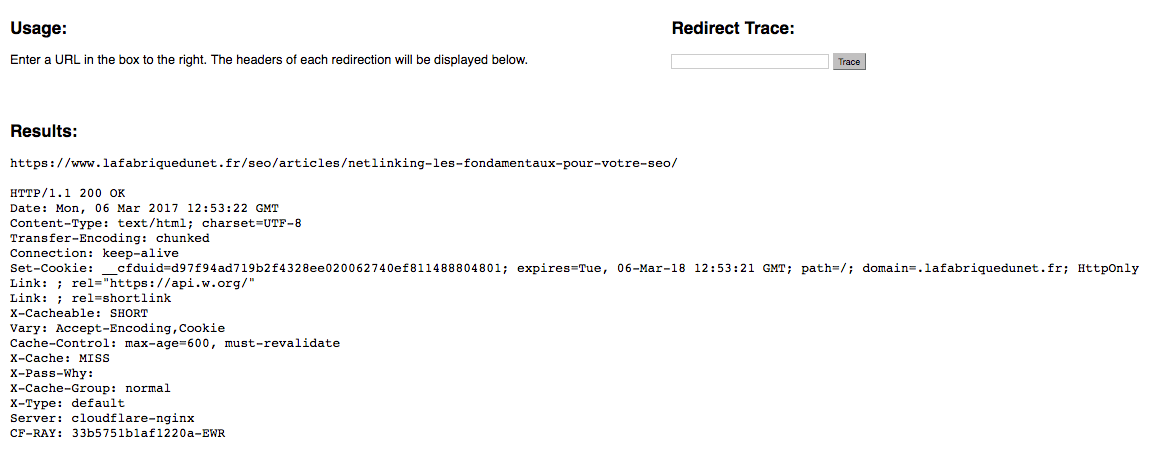 Usage:
Redirect Trace:
Enter a URL in the box to the right. The headers of each redirection will be displayed below.
Trace
Results:
https://www.lafabriquedunet.fr/seo/articles/netlinking-les-fondamentaux-pour-votre-seo/
HTTP/1.1 200 OK
Date: Mon, 06 Mar 2017 12:53:22 GMT
Content-Type: text/html; charset=UTF-8
Transfer-Encoding: chunked
Connection: keep-alive
Set-Cookie: __cfduid=d97f94ad719b2f4328ee020062740ef811488804801; expires=Tue, 06-Mar-18 12:53:21 GMT; path=/; domain=.lafabriquedunet.fr; HttpOnly
Link: ; rel="https://api.w.org/"
Link: ; rel=shortlink
X-Cacheable: SHORT
Vary: Accept-Encoding,Cookie
Cache-Control: max-age=600, must-revalidate
X-Cache: MISS
X-Pass-Why:
X-Cache-Group: normal
X-Type: default
Server: cloudflare-nginx
CF-RAY: 33b5751b1af1220a-EWR